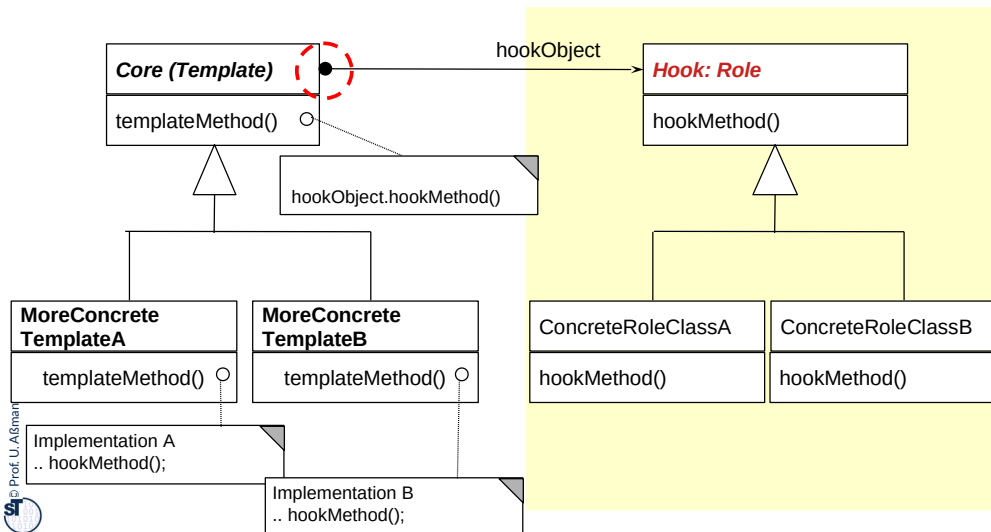 hookObject
Core (Template)
Hook: Role
templateMethod()
hookMethod()
hookObject.hookMethod()
MoreConcrete
TemplateA
MoreConcrete
TemplateB
ConcreteRoleClassA
ConcreteRoleClassB
templateMethod()
templateMethod()
hookMethod()
hookMethod()
Implementation A
.. hookMethod();
Implementation B
.. hookMethod();
© Prof. U. Aßman
ST